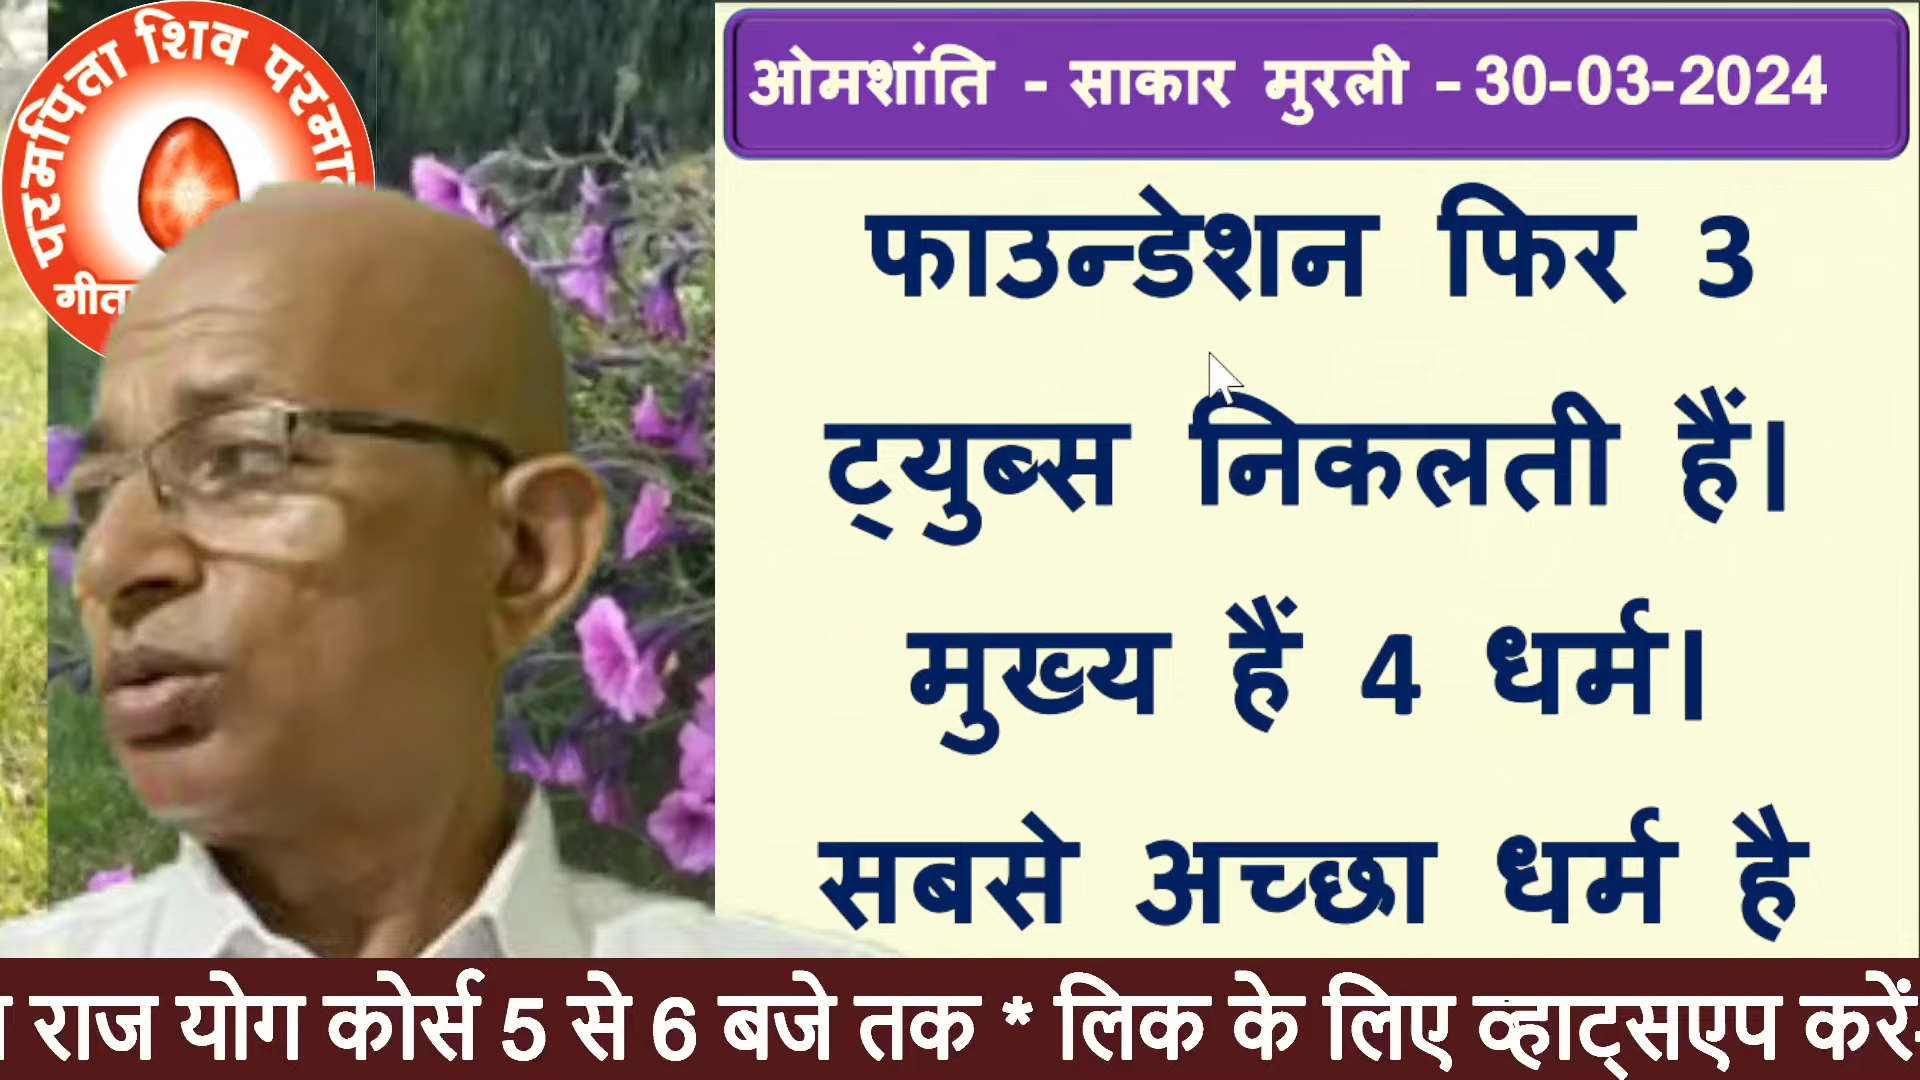 परमपिता शिव
ओमशांति - साकार मुरली - 30-03-2024
फाउन्डेशन फिर 3
ट्युब्स निकलती हैं।
मुख्य हैं 4 धर्म।
सबसे अच्छा धर्म है
राज योग कोर्स 5 से 6 बजे तक * लिंक के लिए व्हाट्सएप करें